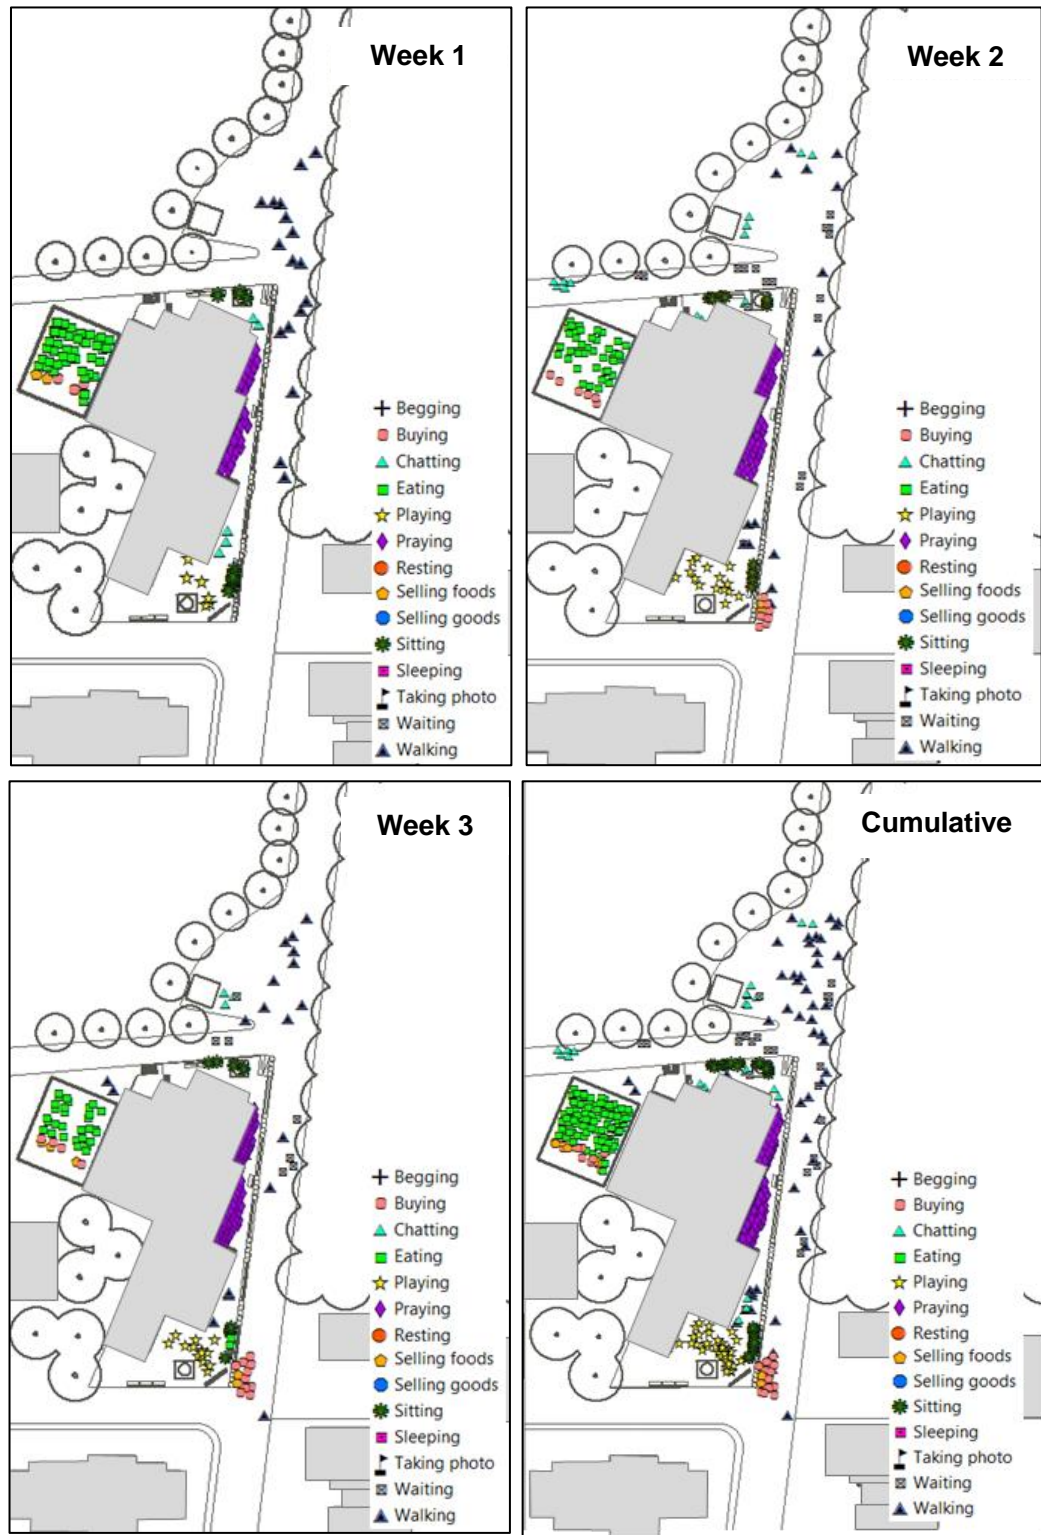 Week 1
Begging
Buying
Chatting
Eating
Playing
Praying
Resting
Selling foods
Selling goods
Sitting
Sleeping
Taking photo
Waiting
Walking
Week 2
Begging
Buying
Chatting
Eating
Playing
Praying
Resting
Selling foods
Selling goods
Sitting
Sleeping
Taking photo
Waiting
Walking
Week 3
Begging
Buying
Chatting
Eating
Playing
Praying
Resting
Selling foods
Selling goods
Sitting
Sleeping
Taking photo
Waiting
Walking
Cumulative
Begging
Buying
Chatting
Eating
Playing
Praying
Resting
Selling foods
Selling goods
Sitting
Sleeping
Taking photo
Waiting
Walking